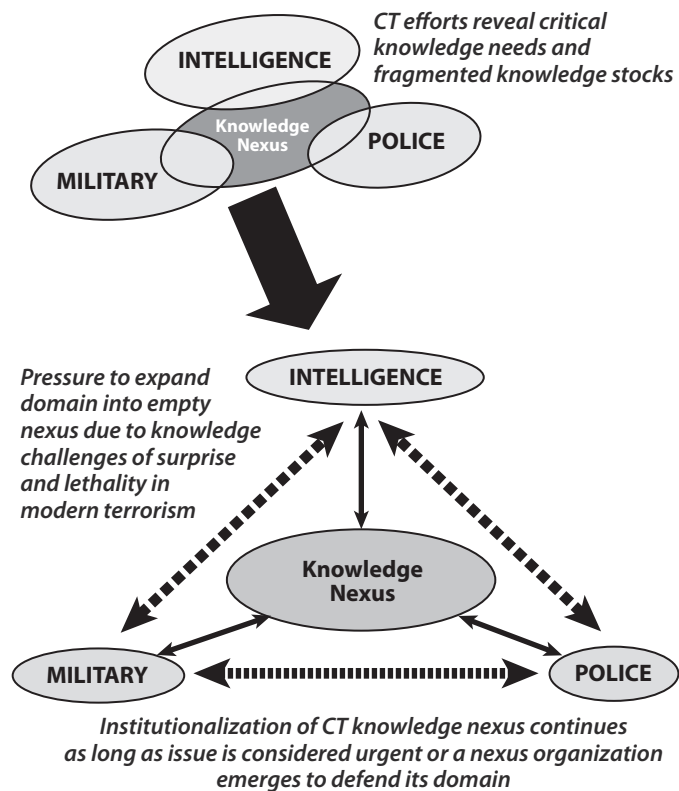 CT efforts reveal critical
knowledge needs and
fragmented knowledge stocks
INTELLIGENCE
Knowledge
Nexus
POLICE
MILITARY
Pressure to expand
domain into empty
nexus due to knowledge
challenges of surprise
and lethality in
modern terrorism
INTELLIGENCE
Knowledge
Nexus
MILITARY
POLICE
Institutionalization of CT knowledge nexus continues
as long as issue is considered urgent or a nexus organization
emerges to defend its domain